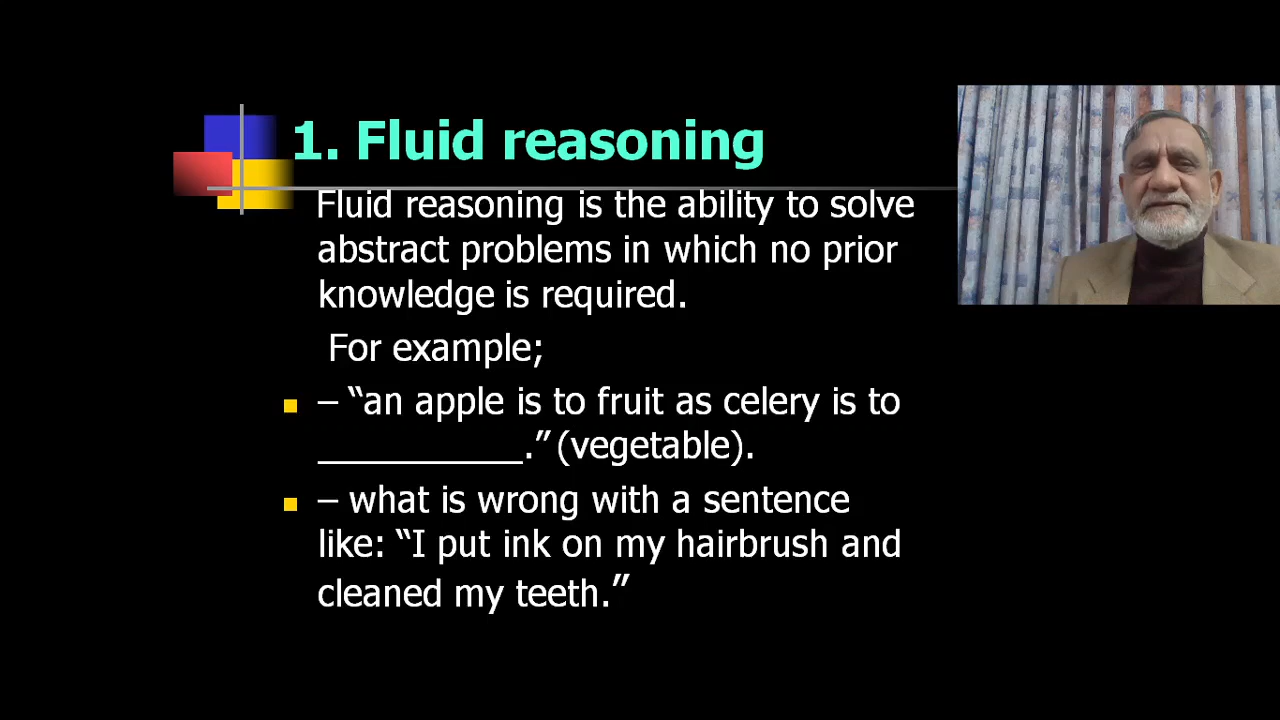 1. Fluid reasoning
Fluid reasoning is the ability to solve
abstract problems in which no prior
knowledge is required.
For example;
– “an apple is to fruit as celery is to
___________.” (vegetable).
– what is wrong with a sentence
like: “I put ink on my hairbrush and
cleaned my teeth.”